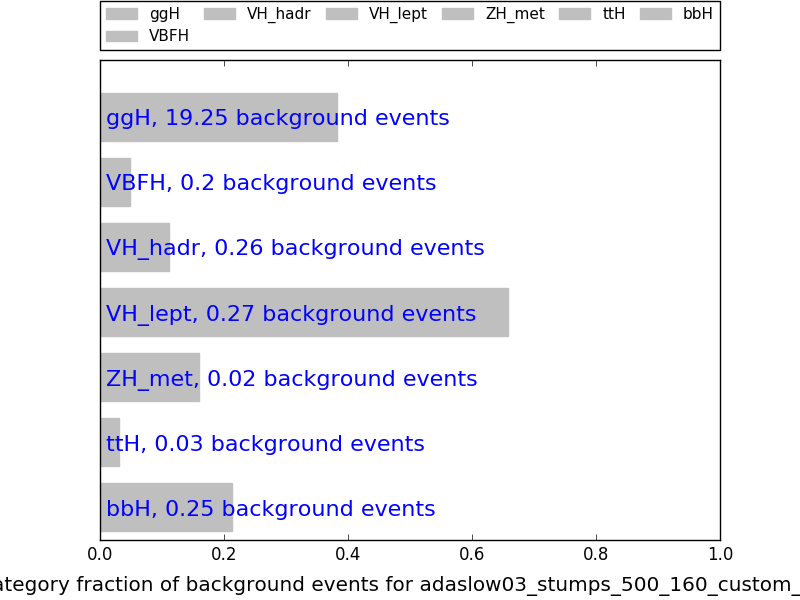 ggH VH_hadr VH_lept ZH_met ttH bbH
VBFH
ggH, 19.25 background events
VBFH, 0.2 background events
VH_hadr, 0.26 background events
VH_lept, 0.27 background events
ZH_met, 0.02 background events
ttH, 0.03 background events
bbH, 0.25 background events
0.0 0.2 0.4 0.6 0.8 1.0
ategory fraction of background events for adaslow03_stumps_500_160_custom_